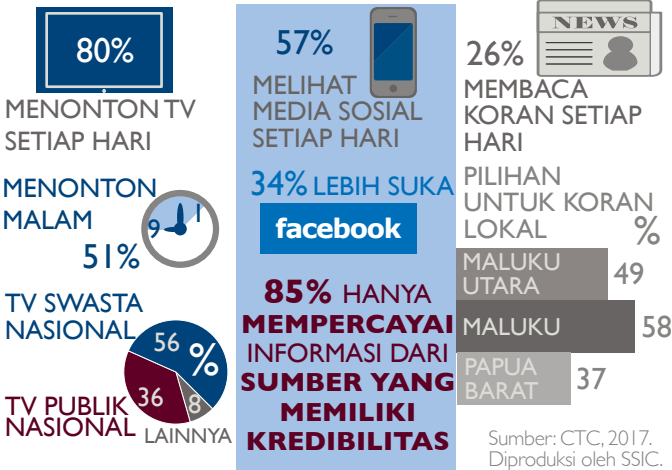 80%
MENONTON TV
SETIAP HARI
MENONTON
MALAM
9 1
51%
TV SWASTA
NASIONAL
56 %
36
8
TV PUBLIK
NASIONAL
LAINNYA
57%
MELIHAT
MEDIA SOSIAL
SETIAP HARI
34% LEBIH SUKA
facebook
85% HANYA
MEMPERCAYAI
INFORMASI DARI
SUMBER YANG
MEMILIKI
KREDIBILITAS
NEWS
26%
MEMBACA
KORAN SETIAP
HARI
PILIHAN
UNTUK KORAN
LOKAL %
MALUKU
UTARA 49
MALUKU 58
PAPUA
BARAT 37
Sumber: CTC, 2017.
Diproduksi oleh SSIC.